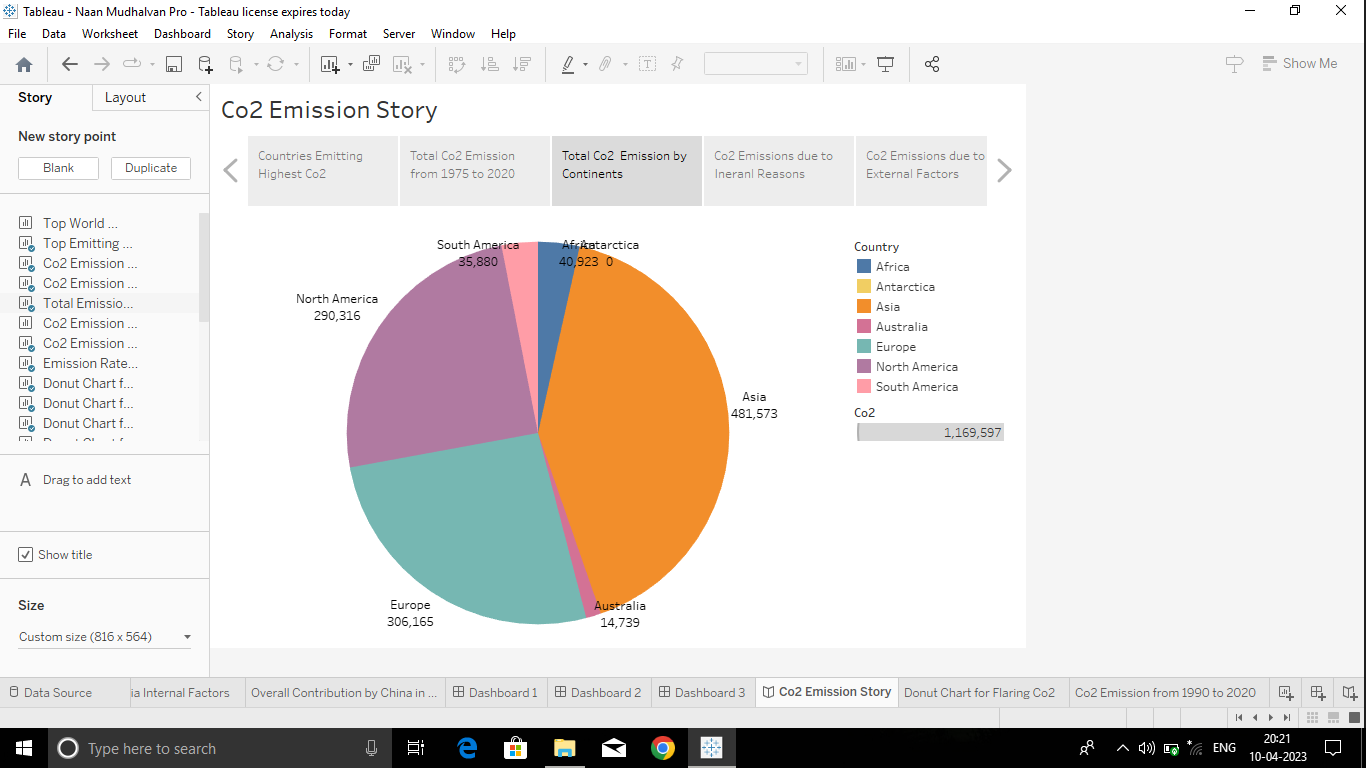 Tableau - Naan Mudhalvan Pro - Tableau license expires today
File Data Worksheet Dashboard Story Analysis Format Server Window Help
Show Me
Story Layout
New story point
Blank Duplicate
Top World ...
Top Emitting ...
Co2 Emission ...
Co2 Emission ...
Total Emissio...
Co2 Emission ...
Co2 Emission ...
Emission Rate...
Donut Chart f...
Donut Chart f...
Donut Chart f...
A Drag to add text
Show title
Size
Custom size (816 x 564)
Co2 Emission Story
Countries Emitting
Highest Co2
Total Co2 Emission
from 1975 to 2020
Total Co2 Emission by
Continents
Co2 Emissions due to
Ineranl Reasons
Co2 Emissions due to
External Factors
South America
35,880
Africa
40,923
Antarctica
0
North America
290,316
Asia
481,573
Europe
306,165
Australia
14,739
Country
Africa
Antarctica
Asia
Australia
Europe
North America
South America
Co2
1,169,597
Data Source ia Internal Factors Overall Contribution by China in ... Dashboard 1 Dashboard 2 Dashboard 3 Co2 Emission Story Donut Chart for Flaring Co2 Co2 Emission from 1990 to 2020
Type here to search
ENG
20:21
10-04-2023